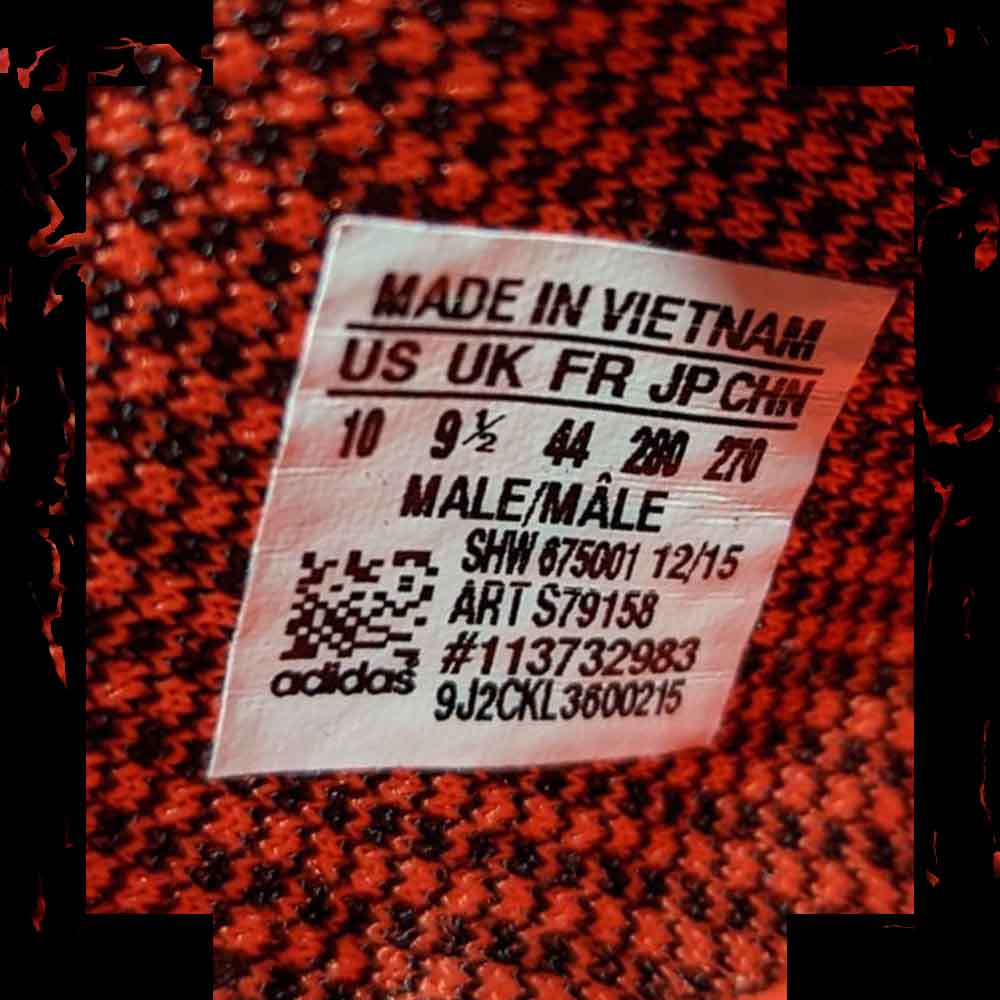 MADE IN VIETNAM
US UK FR JP CHN
10 9½ 44 280 270
MALE/MÂLE
SHW 675001 12/15
ART S79158
#113732983
adidas
9J2CKL3600215